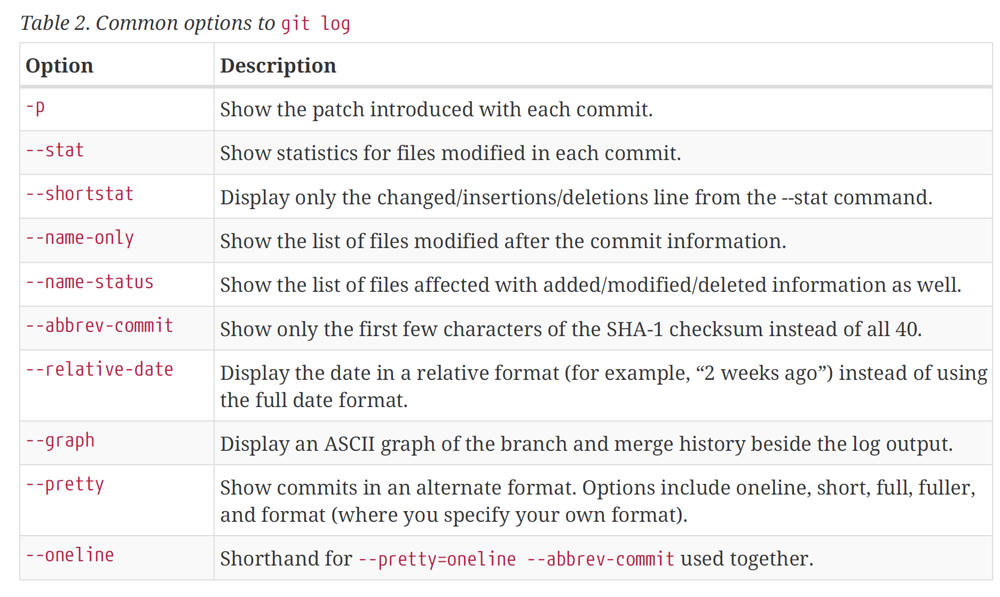 Table 2. Common options to git log
Option Description
-p Show the patch introduced with each commit.
--stat Show statistics for files modified in each commit.
--shortstat Display only the changed/insertions/deletions line from the --stat command.
--name-only Show the list of files modified after the commit information.
--name-status Show the list of files affected with added/modified/deleted information as well.
--abbrev-commit Show only the first few characters of the SHA-1 checksum instead of all 40.
--relative-date Display the date in a relative format (for example, “2 weeks ago”) instead of using
the full date format.
--graph Display an ASCII graph of the branch and merge history beside the log output.
--pretty Show commits in an alternate format. Options include oneline, short, full, fuller,
and format (where you specify your own format).
--oneline Shorthand for --pretty=oneline --abbrev-commit used together.